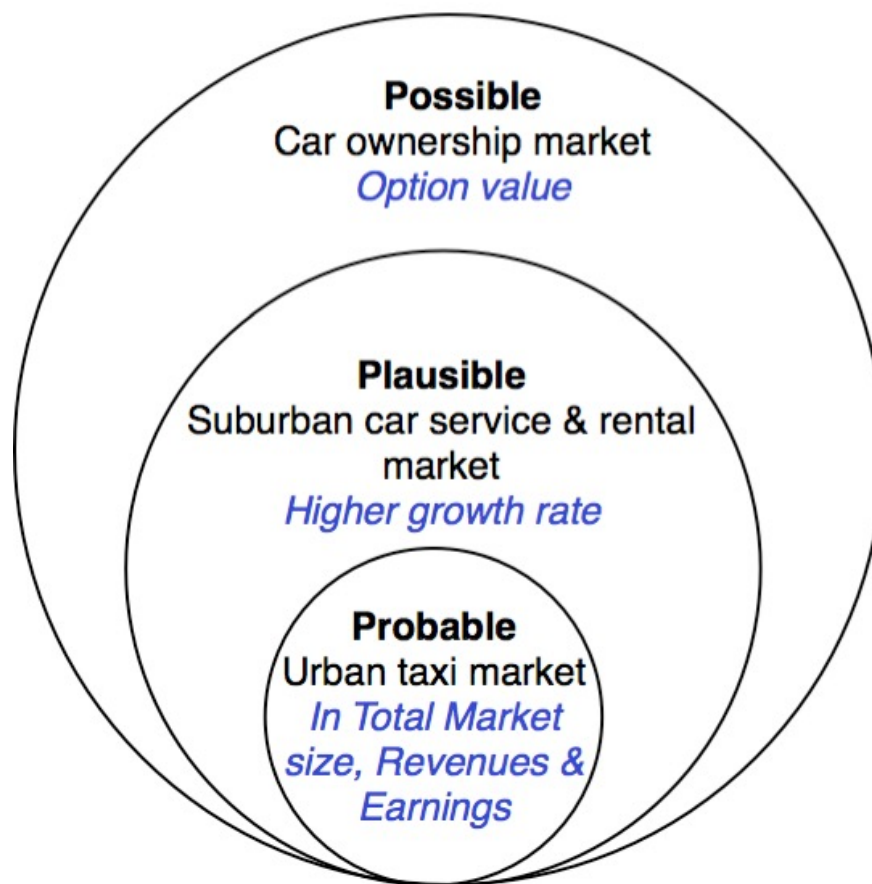 Possible
Car ownership market
Option value
Plausible
Suburban car service & rental
market
Higher growth rate
Probable
Urban taxi market
In Total Market
size, Revenues &
Earnings